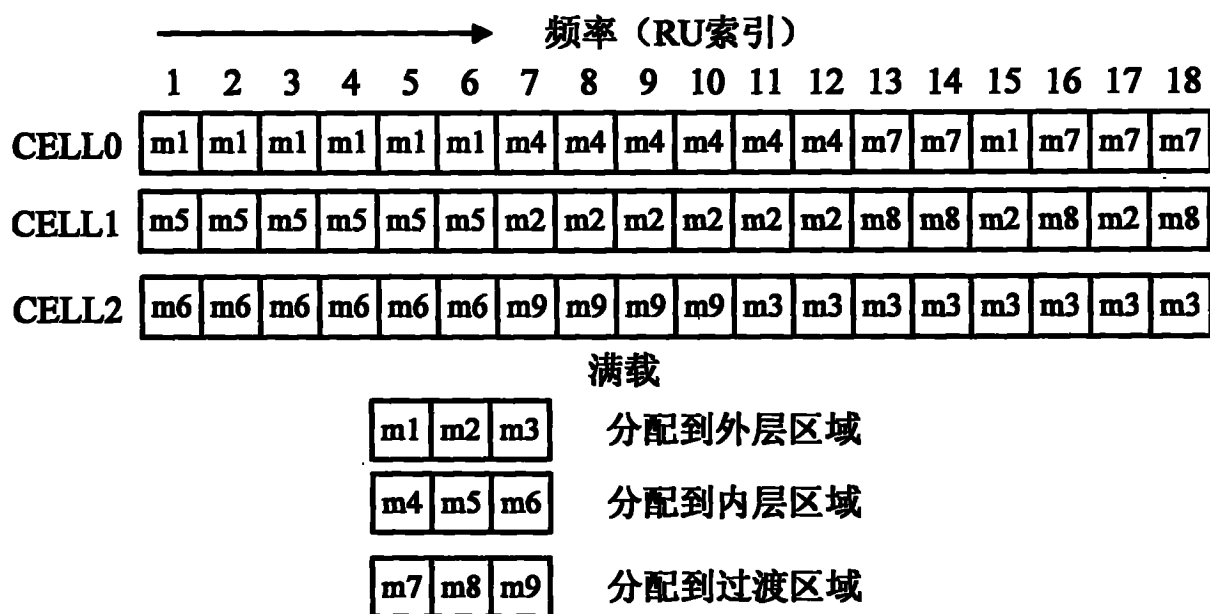 频率（RU索引）
1 2 3 4 5 6 7 8 9 10 11 12 13 14 15 16 17 18
CELL0 m1 m1 m1 m1 m1 m1 m4 m4 m4 m4 m4 m4 m7 m7 m1 m7 m7 m7
CELL1 m5 m5 m5 m5 m5 m5 m2 m2 m2 m2 m2 m2 m8 m8 m2 m8 m2 m8
CELL2 m6 m6 m6 m6 m6 m6 m9 m9 m9 m9 m3 m3 m3 m3 m3 m3 m3 m3
满载
m1 m2 m3 分配到外层区域
m4 m5 m6 分配到内层区域
m7 m8 m9 分配到过渡区域